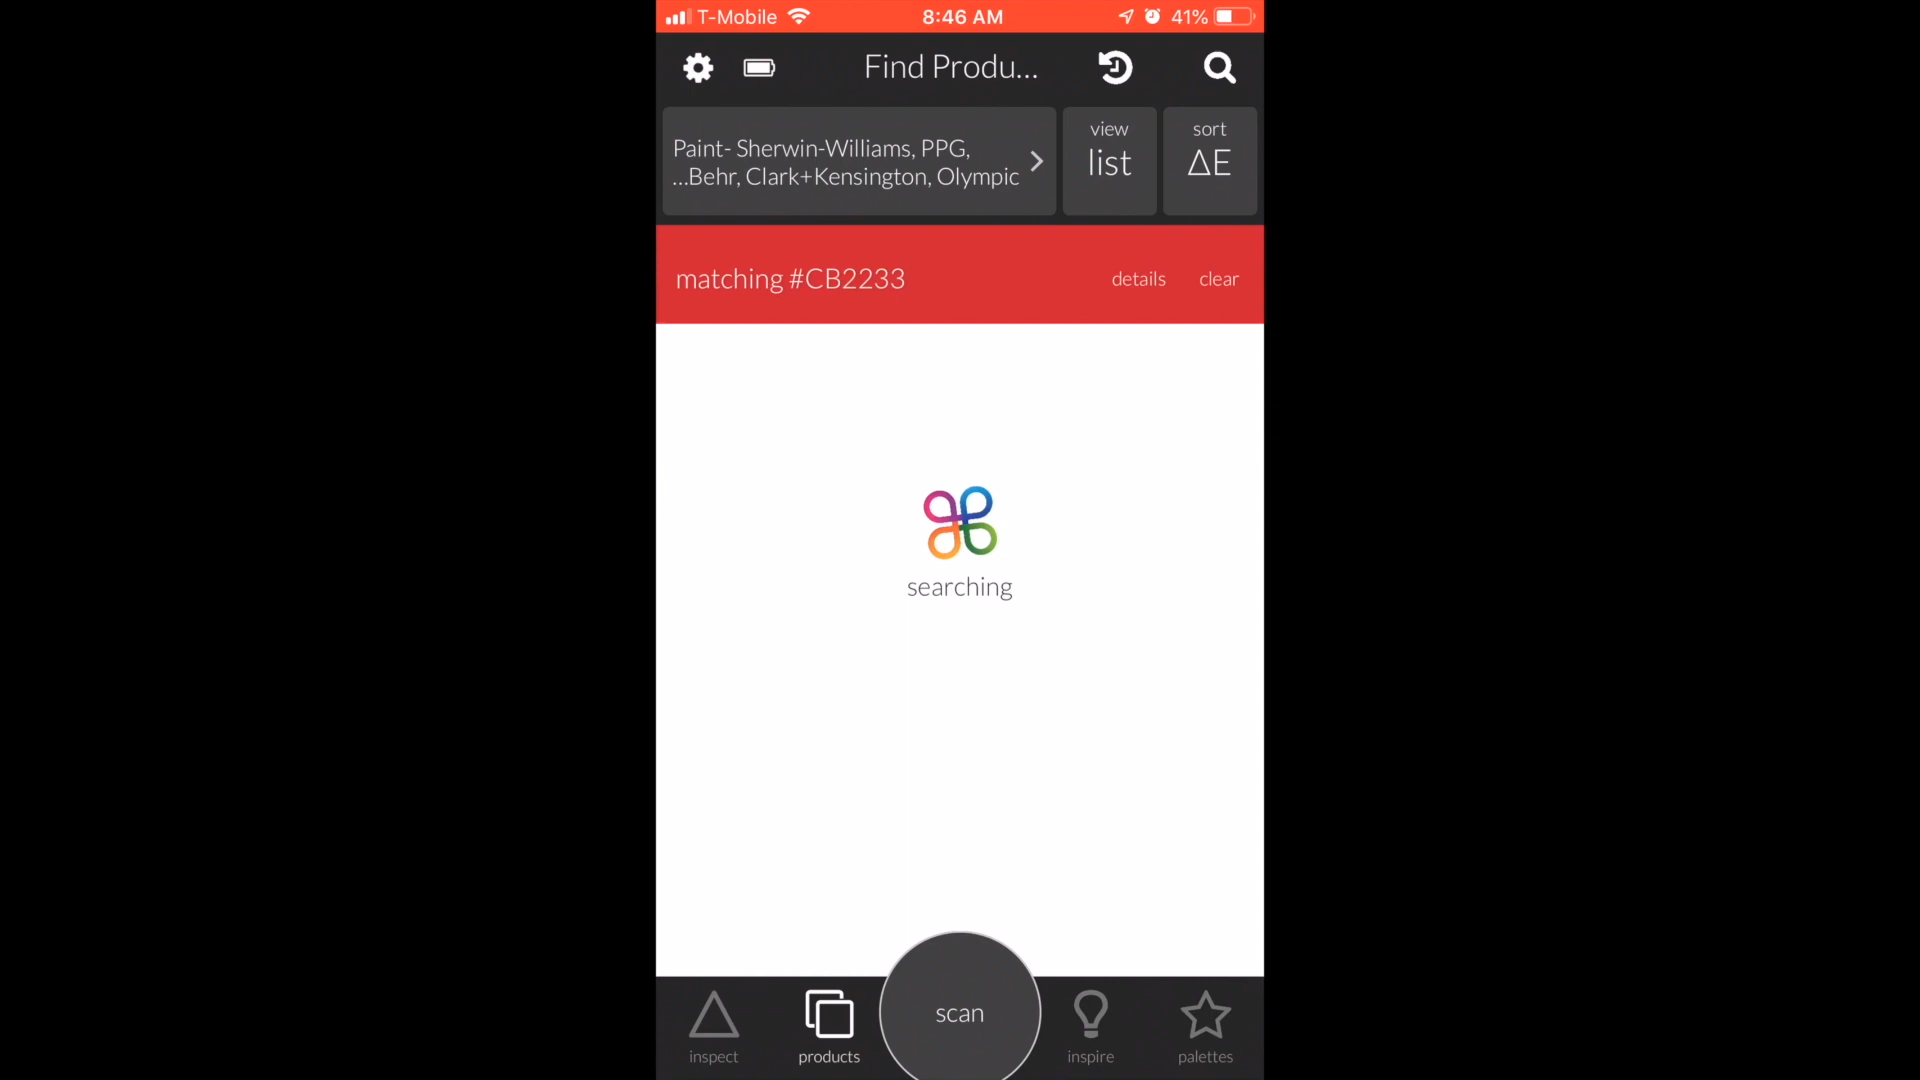 T-Mobile 8:46 AM 41%
Find Produ...
Paint- Sherwin-Williams, PPG,
...Behr, Clark+Kensington, Olympic
view
list
sort
ΔE
matching #CB2233 details clear
searching
scan
inspect products inspire palettes